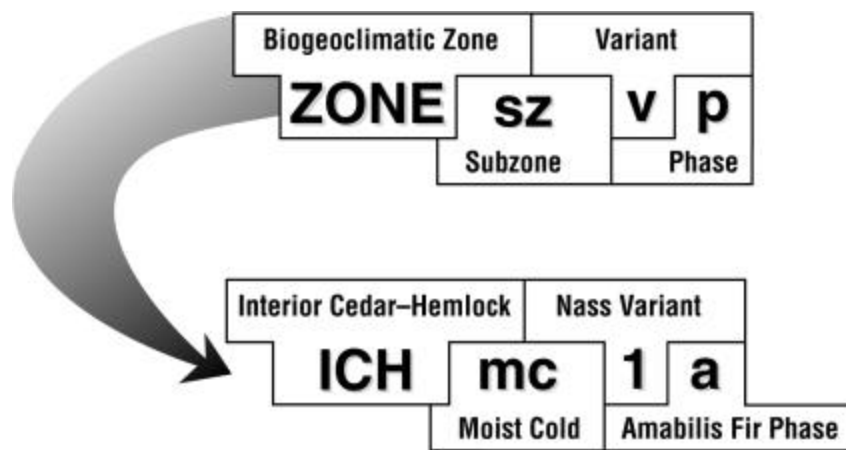 Biogeoclimatic Zone Variant
ZONE sz v p
Subzone Phase
Interior Cedar–Hemlock Nass Variant
ICH mc 1 a
Moist Cold Amabilis Fir Phase